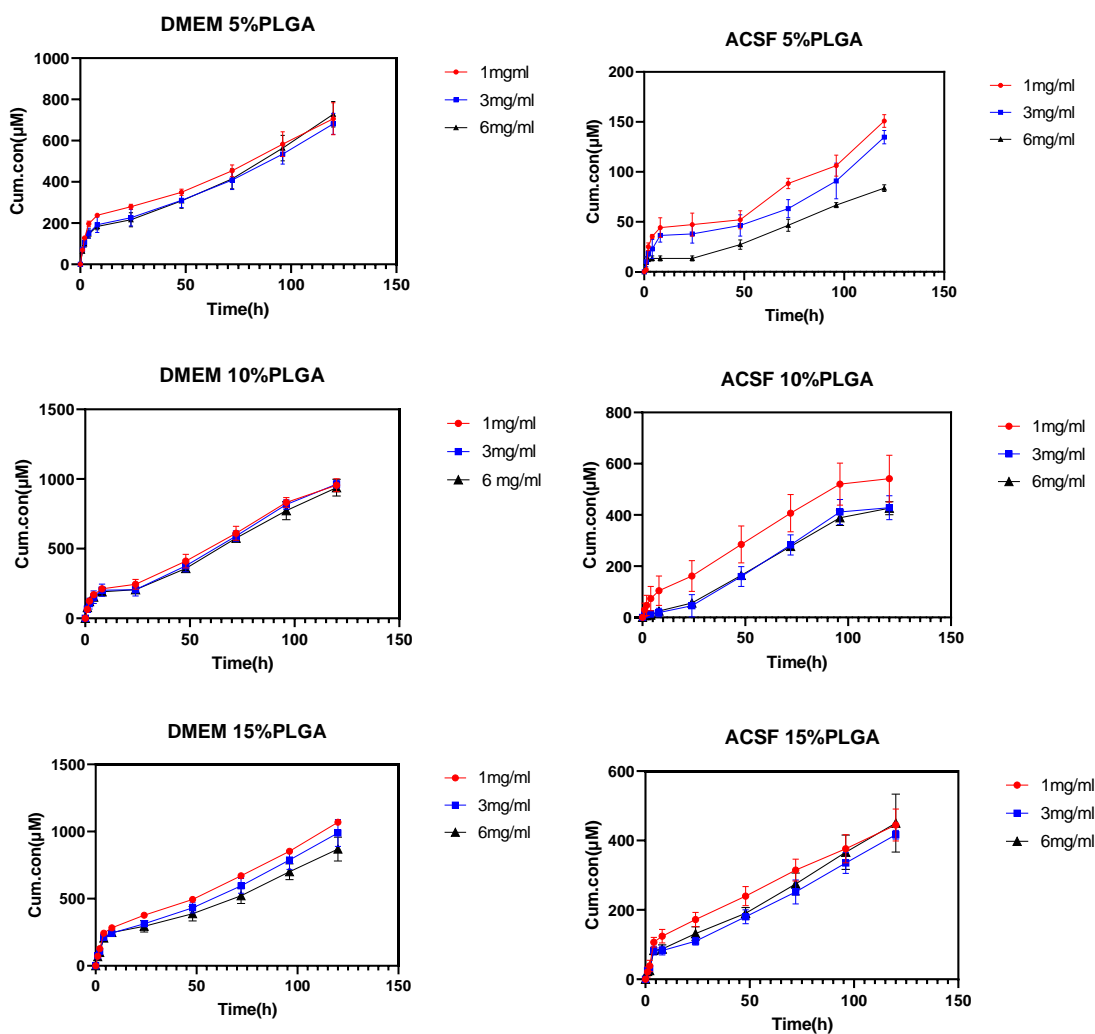 DMEM 5%PLGA
1000
800
600
400
200
0
Cum.con(µM)
0 50 100 150
Time(h)
1mgml
3mg/ml
6mg/ml
ACSF 5%PLGA
200
150
100
50
0
Cum.con(µM)
0 50 100 150
Time(h)
1mg/ml
3mg/ml
6mg/ml
DMEM 10%PLGA
1500
1000
500
0
Cum.con(µM)
0 50 100 150
Time(h)
1mg/ml
3mg/ml
6 mg/ml
ACSF 10%PLGA
800
600
400
200
0
Cum.con(µM)
0 50 100 150
Time(h)
1mg/ml
3mg/ml
6mg/ml
DMEM 15%PLGA
1500
1000
500
0
Cum.con(µM)
0 50 100 150
Time(h)
1mg/ml
3mg/ml
6mg/ml
ACSF 15%PLGA
600
400
200
0
Cum.con(µM)
0 50 100 150
Time(h)
1mg/ml
3mg/ml
6mg/ml